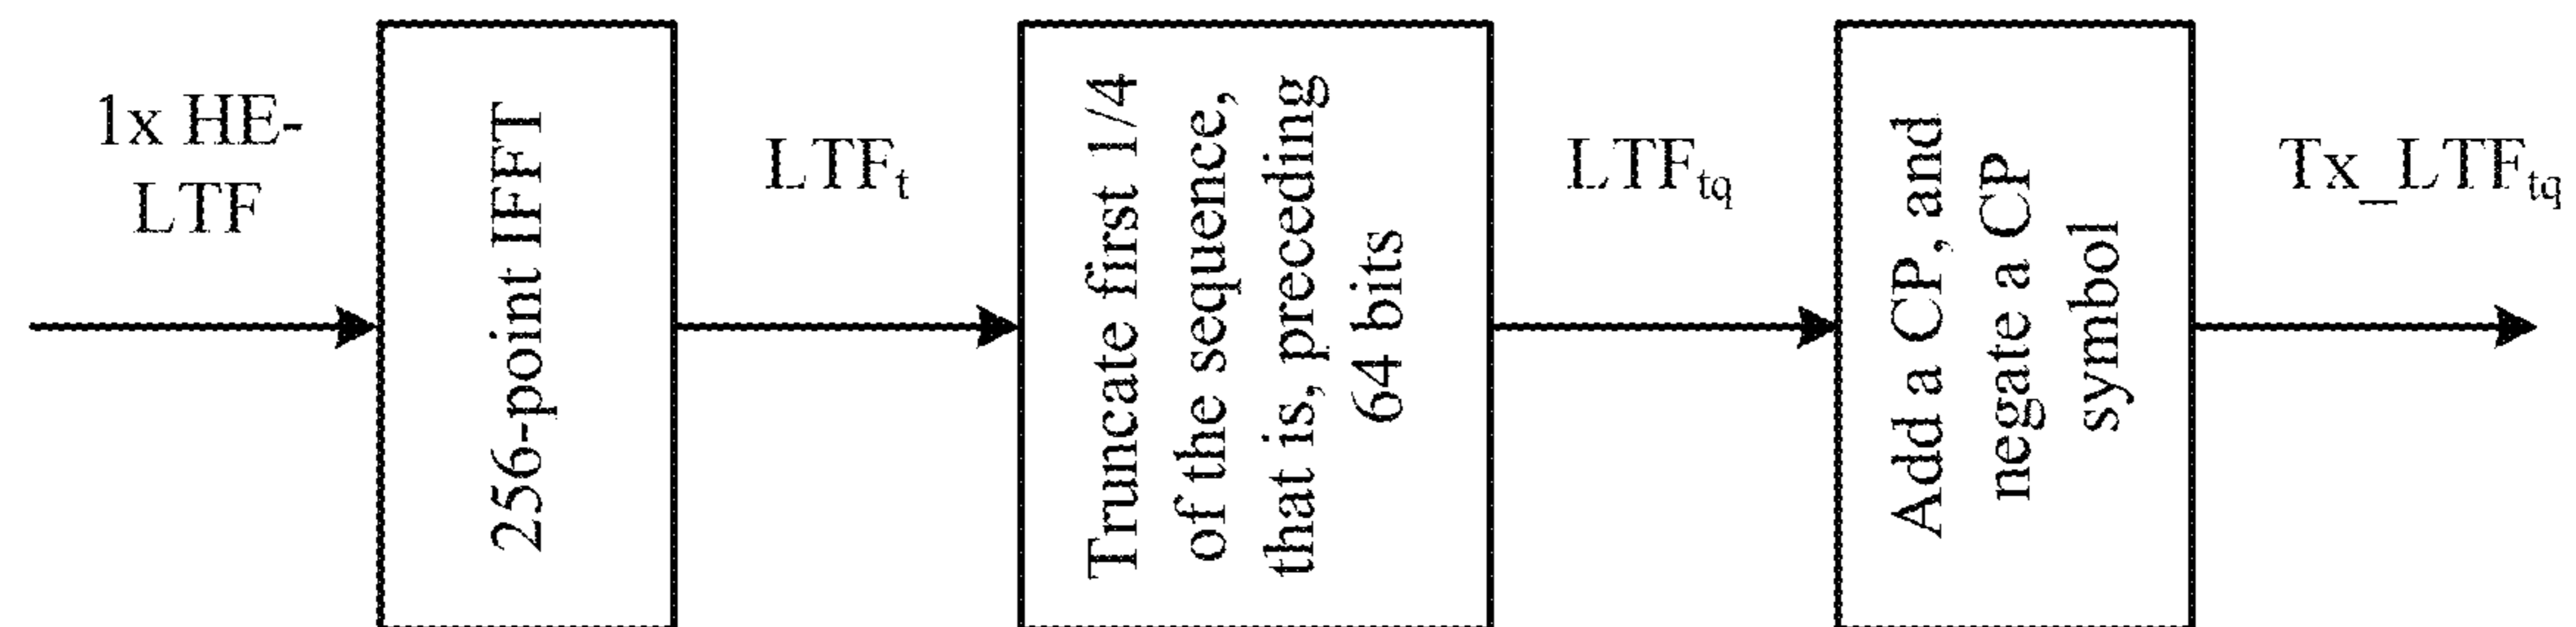 1x HE-
LTF
256-point IFFT
LTFt
Truncate first 1/4
of the sequence,
that is, preceding
64 bits
LTFtq
Add a CP, and
negate a CP
symbol
Tx_LTFtq